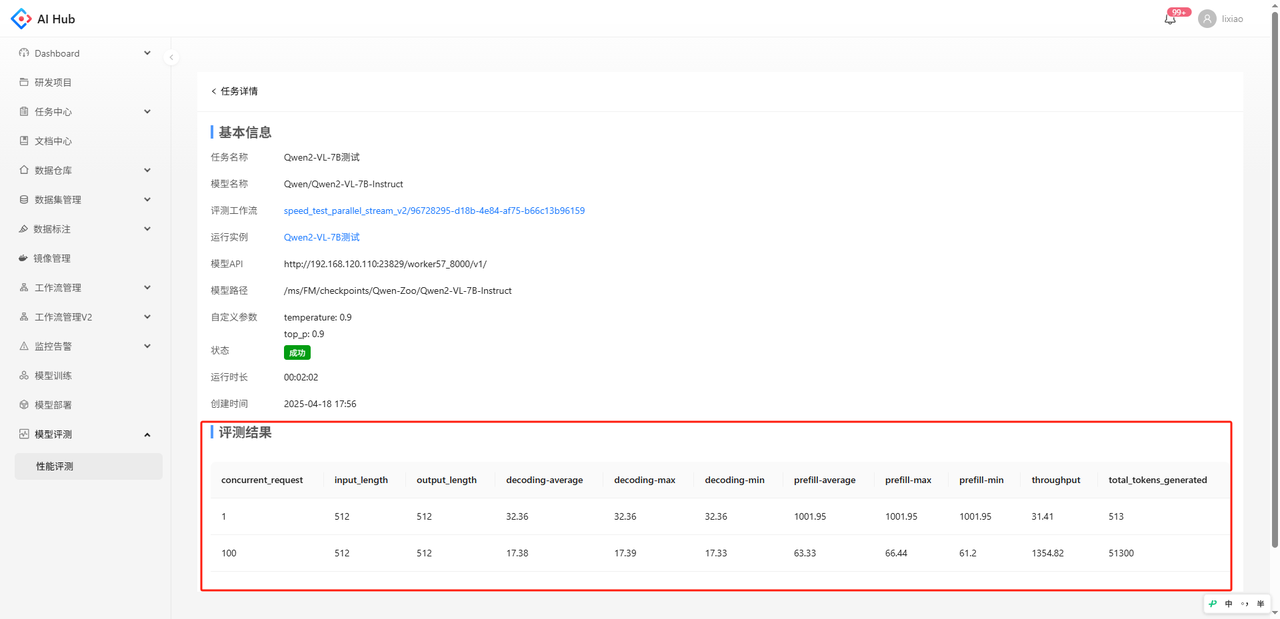 AI Hub
99+
lixiao
Dashboard
研发项目
任务中心
文档中心
数据仓库
数据集管理
数据标注
镜像管理
工作流管理
工作流管理V2
监控告警
模型训练
模型部署
模型评测
性能评测
任务详情
基本信息
任务名称 Qwen2-VL-7B测试
模型名称 Qwen/Qwen2-VL-7B-Instruct
评测工作流 speed_test_parallel_stream_v2/96728295-d18b-4e84-af75-b66c13b96159
运行实例 Qwen2-VL-7B测试
模型API http://192.168.120.110:23829/worker57_8000/v1/
模型路径 /ms/FM/checkpoints/Qwen-Zoo/Qwen2-VL-7B-Instruct
自定义参数 temperature: 0.9
top_p: 0.9
状态 成功
运行时长 00:02:02
创建时间 2025-04-18 17:56
评测结果
concurrent_request input_length output_length decoding-average decoding-max decoding-min prefill-average prefill-max prefill-min throughput total_tokens_generated
1 512 512 32.36 32.36 32.36 1001.95 1001.95 1001.95 31.41 513
100 512 512 17.38 17.39 17.33 63.33 66.44 61.2 1354.82 51300
中 半